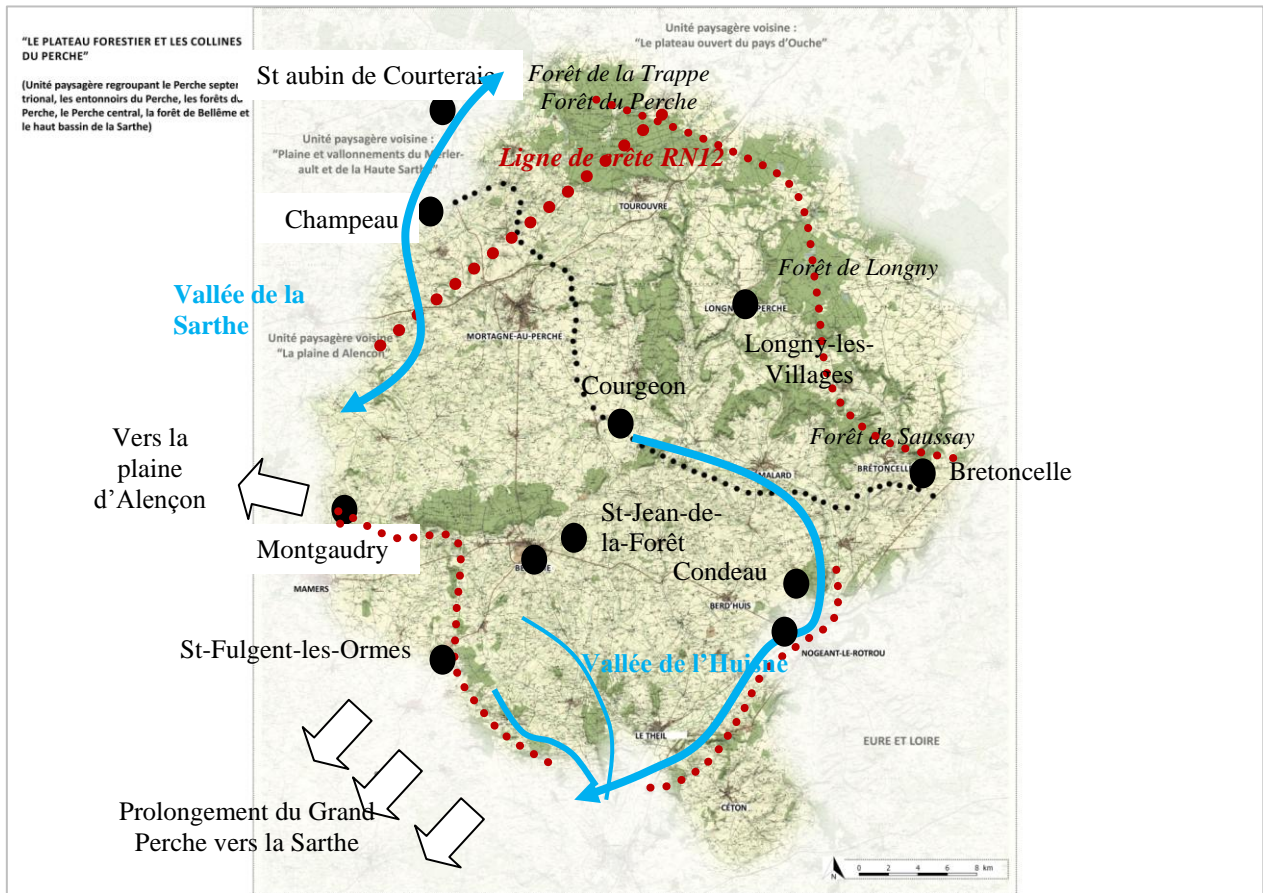 "LE PLATEAU FORESTIER ET LES COLLINES
DU PERCHE"
(Unité paysagère regroupant le Perche septen
trional, les entonnoirs du Perche, les forêts du
Perche, le Perche central, la forêt de Bellême et
le haut bassin de la Sarthe)
Unité paysagère voisine :
"Le plateau ouvert du pays d'Ouche"
St aubin de Courteraie
Forêt de la Trappe
Forêt du Perche
Unité paysagère voisine :
"Plaine et vallonnements du Merler-
ault et de la Haute Sarthe"
Ligne de crête RN12
TOUROUVRE
Champeau
Forêt de Longny
Vallée de la
Sarthe
MORTAGNE-AU-PERCHE
Unité paysagère voisine
"La plaine d'Alençon"
Longny-les-
Villages
Courgeon
Vers la
plaine
d'Alençon
Forêt de Saussay
MALARD
Bretoncelle
Montgaudry
St-Jean-de-
la-Forêt
Condeau
MAMERS
BERD'HUIS
St-Fulgent-les-Ormes
Vallée de l'Huisne
NOGEANT-LE-ROTROU
LE THEIL
EURE ET LOIRE
CÉTON
Prolongement du Grand
Perche vers la Sarthe
N
0 2 4 6 8 km